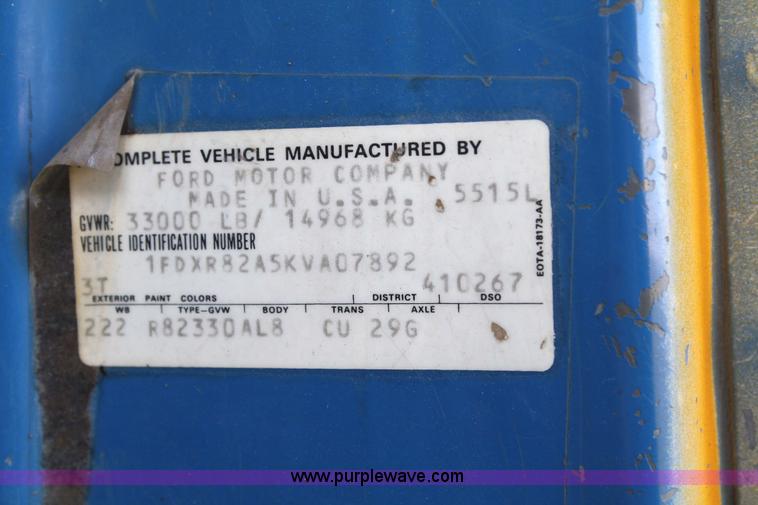 OMPLETE VEHICLE MANUFACTURED BY
FORD MOTOR COMPANY
MADE IN U.S.A. 5515L
GVWR: 33000 LB/ 14968 KG
VEHICLE IDENTIFICATION NUMBER
1FDXR82A5KVA07892
3T 410267
EXTERIOR PAINT COLORS DISTRICT DSO
WB TYPE-GVW BODY TRANS AXLE
222 R82330AL8 CU 29G
EOTA-18173-AA
www.purplewave.com